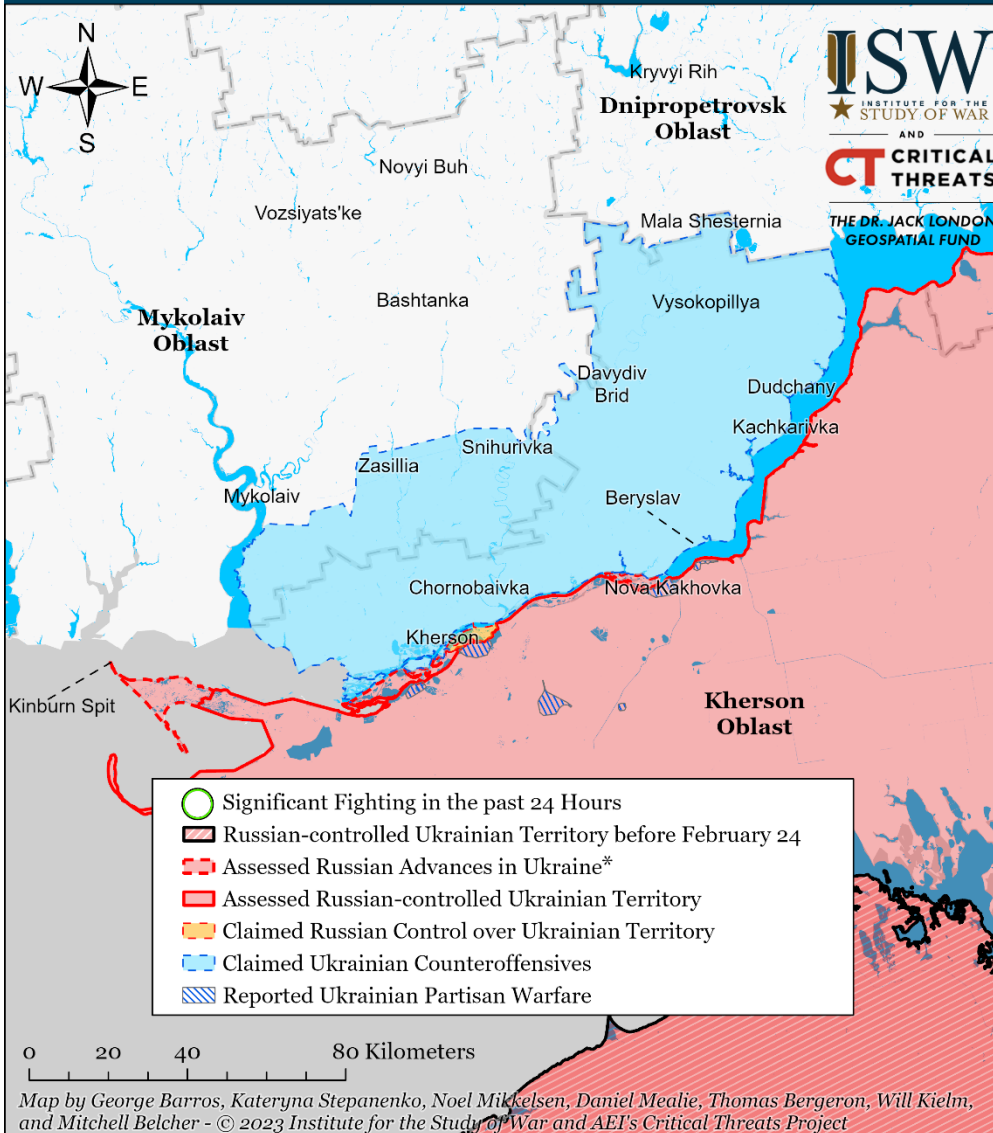 N
W
E
S
ISW
INSTITUTE FOR THE
STUDY OF WAR
AND
CT CRITICAL
THREATS
THE DR. JACK LONDON
GEOSPATIAL FUND
Kryvyi Rih
Dnipropetrovsk
Oblast
Novyi Buh
Vozsiyats'ke
Mala Shesternia
Bashtanka
Vysokopillya
Mykolaiv
Oblast
Davydiv
Brid
Dudchany
Kachkarivka
Snihurivka
Zasillia
Mykolaiv
Beryslav
Chornobaivka
Nova Kakhovka
Kherson
Kinburn Spit
Kherson
Oblast
Significant Fighting in the past 24 Hours
Russian-controlled Ukrainian Territory before February 24
Assessed Russian Advances in Ukraine*
Assessed Russian-controlled Ukrainian Territory
Claimed Russian Control over Ukrainian Territory
Claimed Ukrainian Counteroffensives
Reported Ukrainian Partisan Warfare
0 20 40 80 Kilometers
Map by George Barros, Kateryna Stepanenko, Noel Mikkelsen, Daniel Mealie, Thomas Bergeron, Will Kielm,
and Mitchell Belcher - © 2023 Institute for the Study of War and AEI's Critical Threats Project